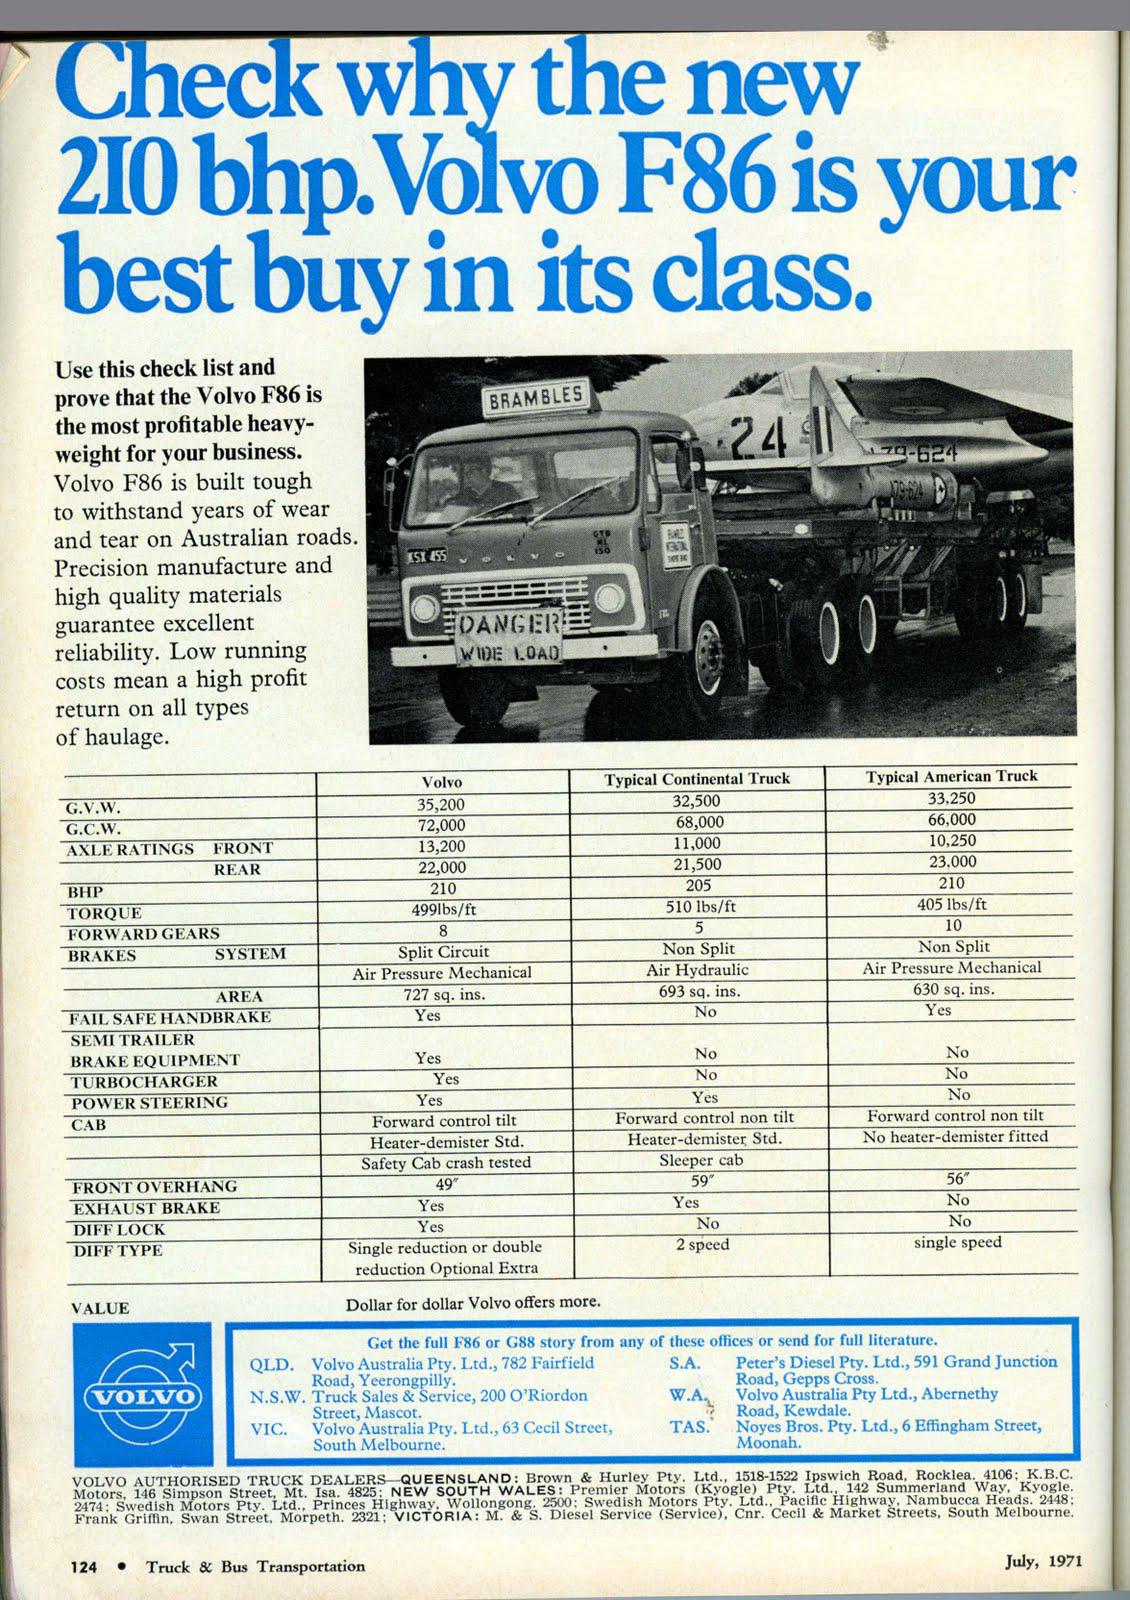 Check why the new
210 bhp. Volvo F86 is your
best buy in its class.
Use this check list and
prove that the Volvo F86 is
the most profitable heavy-
weight for your business.
Volvo F86 is built tough
to withstand years of wear
and tear on Australian roads.
Precision manufacture and
high quality materials
guarantee excellent
reliability. Low running
costs mean a high profit
return on all types
of haulage.
BRAMBLES
24
A79-624
A79-624
KSX 455
VOLVO
GTB
ML
150
BRAMBLES
INTERNATIONAL
DANGER
WIDE LOAD
Volvo Typical Continental Truck Typical American Truck
G.V.W. 35,200 32,500 33,250
G.C.W. 72,000 68,000 66,000
AXLE RATINGS FRONT 13,200 11,000 10,250
REAR 22,000 21,500 23,000
BHP 210 205 210
TORQUE 499lbs/ft 510 lbs/ft 405 lbs/ft
FORWARD GEARS 8 5 10
BRAKES SYSTEM Split Circuit Non Split Non Split
Air Pressure Mechanical Air Hydraulic Air Pressure Mechanical
AREA 727 sq. ins. 693 sq. ins. 630 sq. ins.
FAIL SAFE HANDBRAKE Yes No Yes
SEMI TRAILER
BRAKE EQUIPMENT Yes No No
TURBOCHARGER Yes No No
POWER STEERING Yes Yes No
CAB Forward control tilt Forward control non tilt Forward control non tilt
Heater-demister Std. Heater-demister Std. No heater-demister fitted
Safety Cab crash tested Sleeper cab
FRONT OVERHANG 49″ 59″ 56″
EXHAUST BRAKE Yes Yes No
DIFF LOCK Yes No No
DIFF TYPE Single reduction or double 2 speed single speed
reduction Optional Extra
VALUE Dollar for dollar Volvo offers more.
VOLVO
Get the full F86 or G88 story from any of these offices or send for full literature.
QLD. Volvo Australia Pty. Ltd., 782 Fairfield
Road, Yeerongpilly.
N.S.W. Truck Sales & Service, 200 O'Riordon
Street, Mascot.
VIC. Volvo Australia Pty. Ltd., 63 Cecil Street,
South Melbourne.
S.A. Peter's Diesel Pty. Ltd., 591 Grand Junction
Road, Gepps Cross.
W.A. Volvo Australia Pty Ltd., Abernethy
Road, Kewdale.
TAS. Noyes Bros. Pty. Ltd., 6 Effingham Street,
Moonah.
VOLVO AUTHORISED TRUCK DEALERS—QUEENSLAND: Brown & Hurley Pty. Ltd., 1518-1522 Ipswich Road, Rocklea. 4106; K.B.C.
Motors, 146 Simpson Street, Mt. Isa. 4825; NEW SOUTH WALES: Premier Motors (Kyogle) Pty. Ltd., 142 Summerland Way, Kyogle.
2474; Swedish Motors Pty. Ltd., Princes Highway, Wollongong. 2500; Swedish Motors Pty. Ltd., Pacific Highway, Nambucca Heads. 2448;
Frank Griffin, Swan Street, Morpeth. 2321; VICTORIA: M. & S. Diesel Service (Service), Cnr. Cecil & Market Streets, South Melbourne.
124 • Truck & Bus Transportation
July, 1971